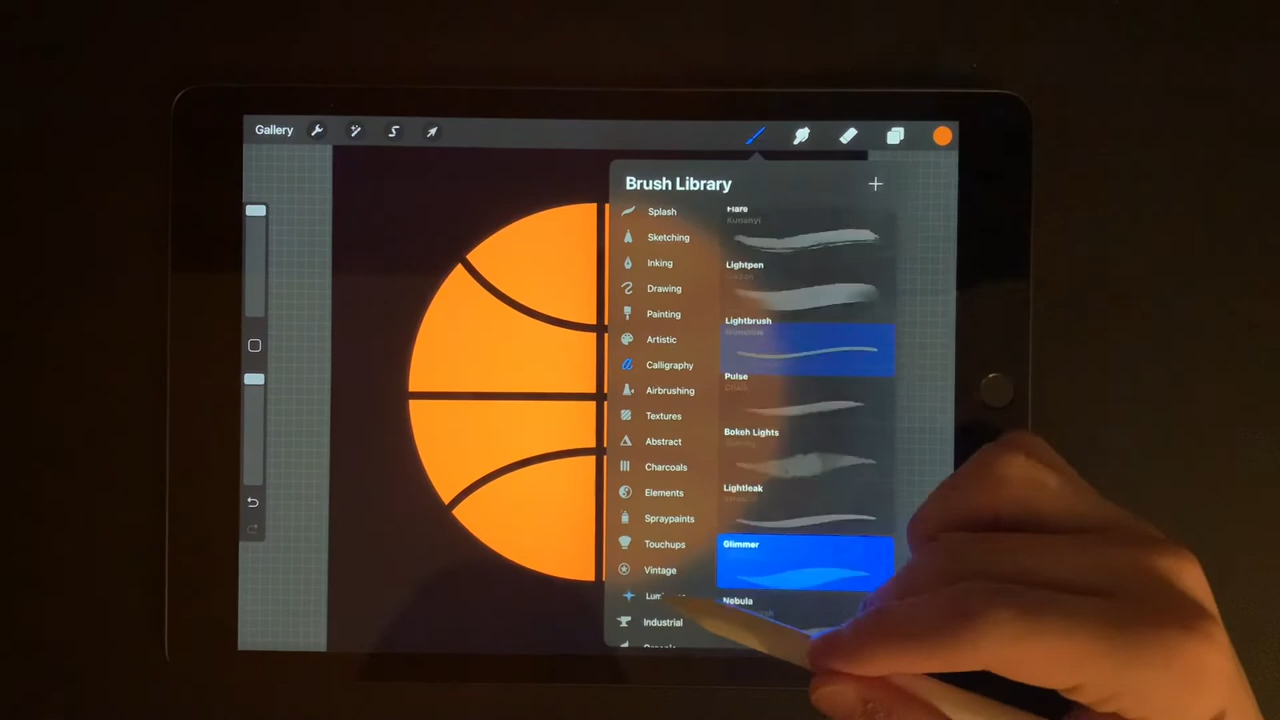 Gallery
Brush Library
Splash
Sketching
Inking
Drawing
Painting
Artistic
Calligraphy
Airbrushing
Textures
Abstract
Charcoals
Elements
Spraypaints
Touchups
Vintage
Industrial
Flare
Lightpen
Lightbrush
Pulse
Bokeh Lights
Lightleak
Glimmer
Nebula